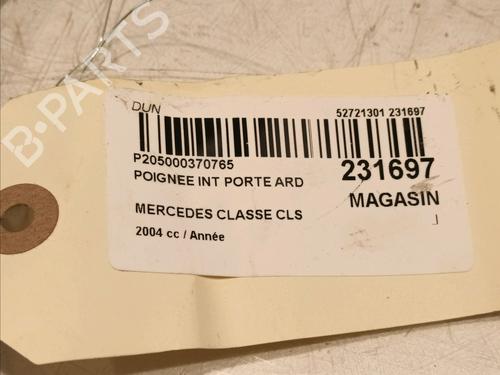 B-PARTS
DUN
52721301 231697
P205000370765
POIGNEE INT PORTE ARD
231697
MERCEDES CLASSE CLS
MAGASIN
2004 cc / Année
J